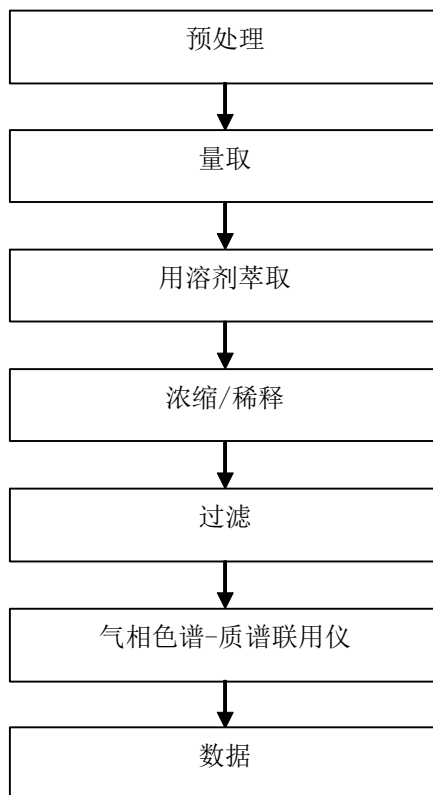 预处理
量取
用溶剂萃取
浓缩/稀释
过滤
气相色谱-质谱联用仪
数据